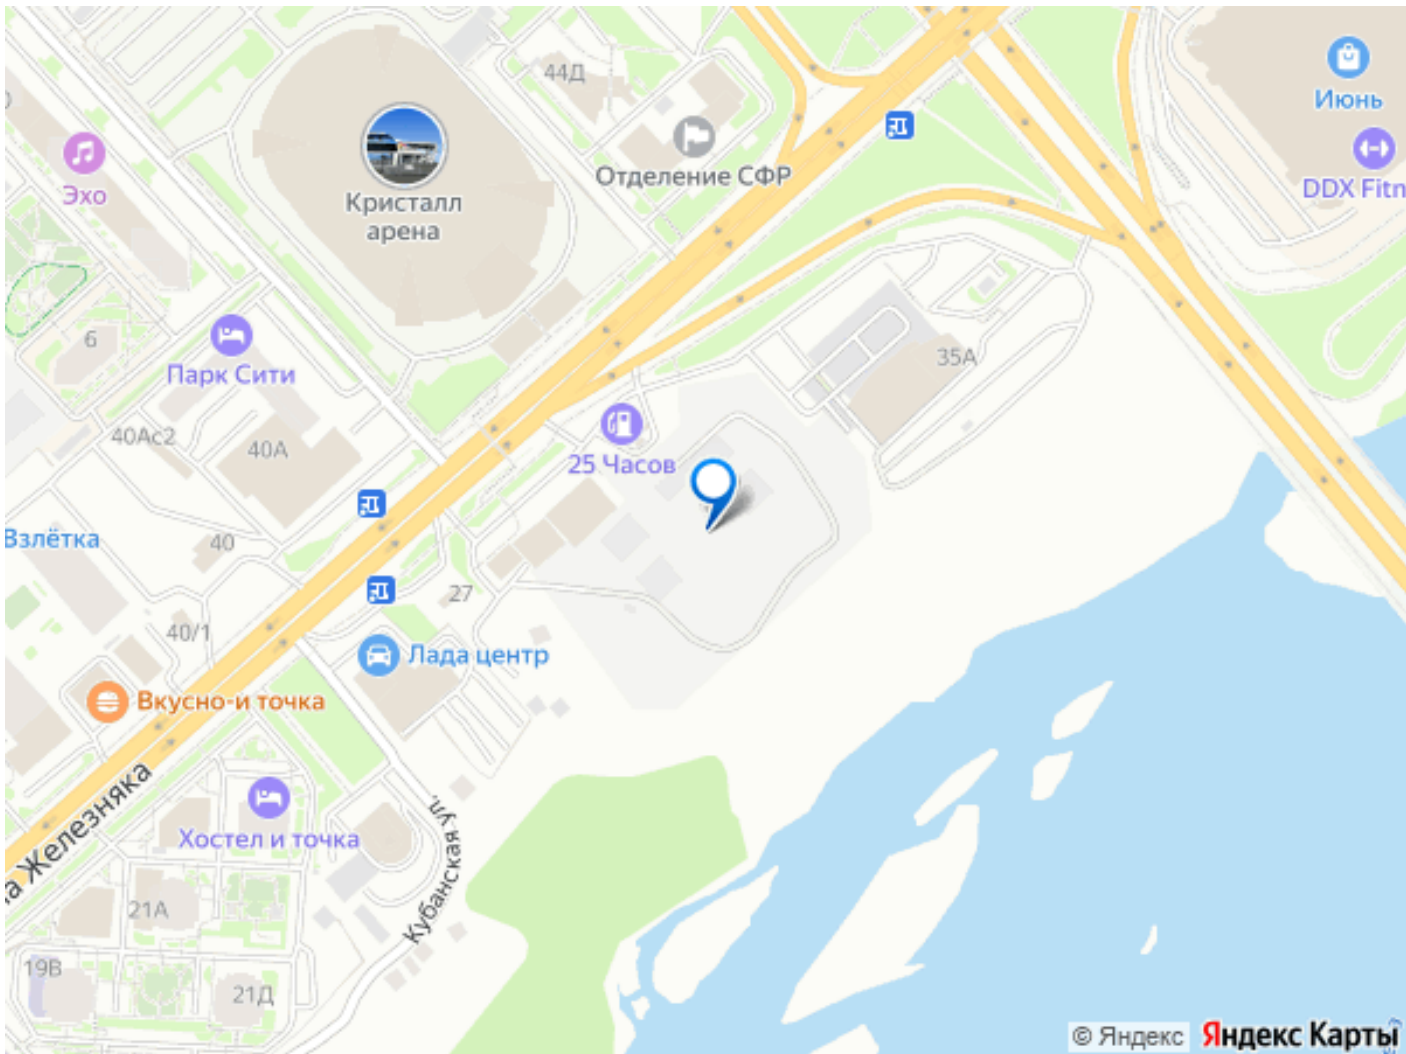 44Д
Июнь
Эхо
Кристалл
арена
Отделение СФР
DDX Fitn
6
Парк Сити
35А
40Ас2
40А
25 Часов
Взлётка
40
27
40/1
Лада центр
Вкусно-и точка
а Железняка
Хостел и точка
Кубанская ул.
21А
19В
21Д
© Яндекс
Яндекс Карты